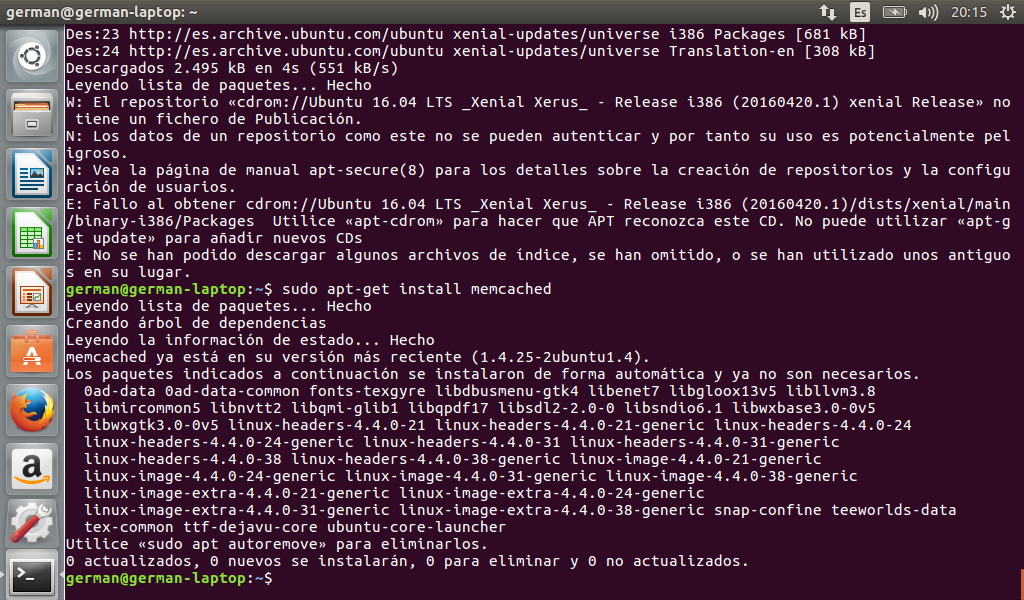 german@german-laptop: ~
Es
20:15
Des:23 http://es.archive.ubuntu.com/ubuntu xenial-updates/universe i386 Packages [681 kB]
Des:24 http://es.archive.ubuntu.com/ubuntu xenial-updates/universe Translation-en [308 kB]
Descargados 2.495 kB en 4s (551 kB/s)
Leyendo lista de paquetes... Hecho
W: El repositorio «cdrom://Ubuntu 16.04 LTS _Xenial Xerus_ - Release i386 (20160420.1) xenial Release» no
 tiene un fichero de Publicación.
N: Los datos de un repositorio como este no se pueden autenticar y por tanto su uso es potencialmente pel
igroso.
N: Vea la página de manual apt-secure(8) para los detalles sobre la creación de repositorios y la configu
ración de usuarios.
E: Fallo al obtener cdrom://Ubuntu 16.04 LTS _Xenial Xerus_ - Release i386 (20160420.1)/dists/xenial/main
/binary-i386/Packages  Utilice «apt-cdrom» para hacer que APT reconozca este CD. No puede utilizar «apt-g
et update» para añadir nuevos CDs
E: No se han podido descargar algunos archivos de índice, se han omitido, o se han utilizado unos antiguo
s en su lugar.
german@german-laptop:~$ sudo apt-get install memcached
Leyendo lista de paquetes... Hecho
Creando árbol de dependencias
Leyendo la información de estado... Hecho
memcached ya está en su versión más reciente (1.4.25-2ubuntu1.4).
Los paquetes indicados a continuación se instalaron de forma automática y ya no son necesarios.
  0ad-data 0ad-data-common fonts-texgyre libdbusmenu-gtk4 libenet7 libgloox13v5 libllvm3.8
  libmircommon5 libnvtt2 libqmi-glib1 libqpdf17 libsdl2-2.0-0 libsndio6.1 libwxbase3.0-0v5
  libwxgtk3.0-0v5 linux-headers-4.4.0-21 linux-headers-4.4.0-21-generic linux-headers-4.4.0-24
  linux-headers-4.4.0-24-generic linux-headers-4.4.0-31 linux-headers-4.4.0-31-generic
  linux-headers-4.4.0-38 linux-headers-4.4.0-38-generic linux-image-4.4.0-21-generic
  linux-image-4.4.0-24-generic linux-image-4.4.0-31-generic linux-image-4.4.0-38-generic
  linux-image-extra-4.4.0-21-generic linux-image-extra-4.4.0-24-generic
  linux-image-extra-4.4.0-31-generic linux-image-extra-4.4.0-38-generic snap-confine teeworlds-data
  tex-common ttf-dejavu-core ubuntu-core-launcher
Utilice «sudo apt autoremove» para eliminarlos.
0 actualizados, 0 nuevos se instalarán, 0 para eliminar y 0 no actualizados.
german@german-laptop:~$